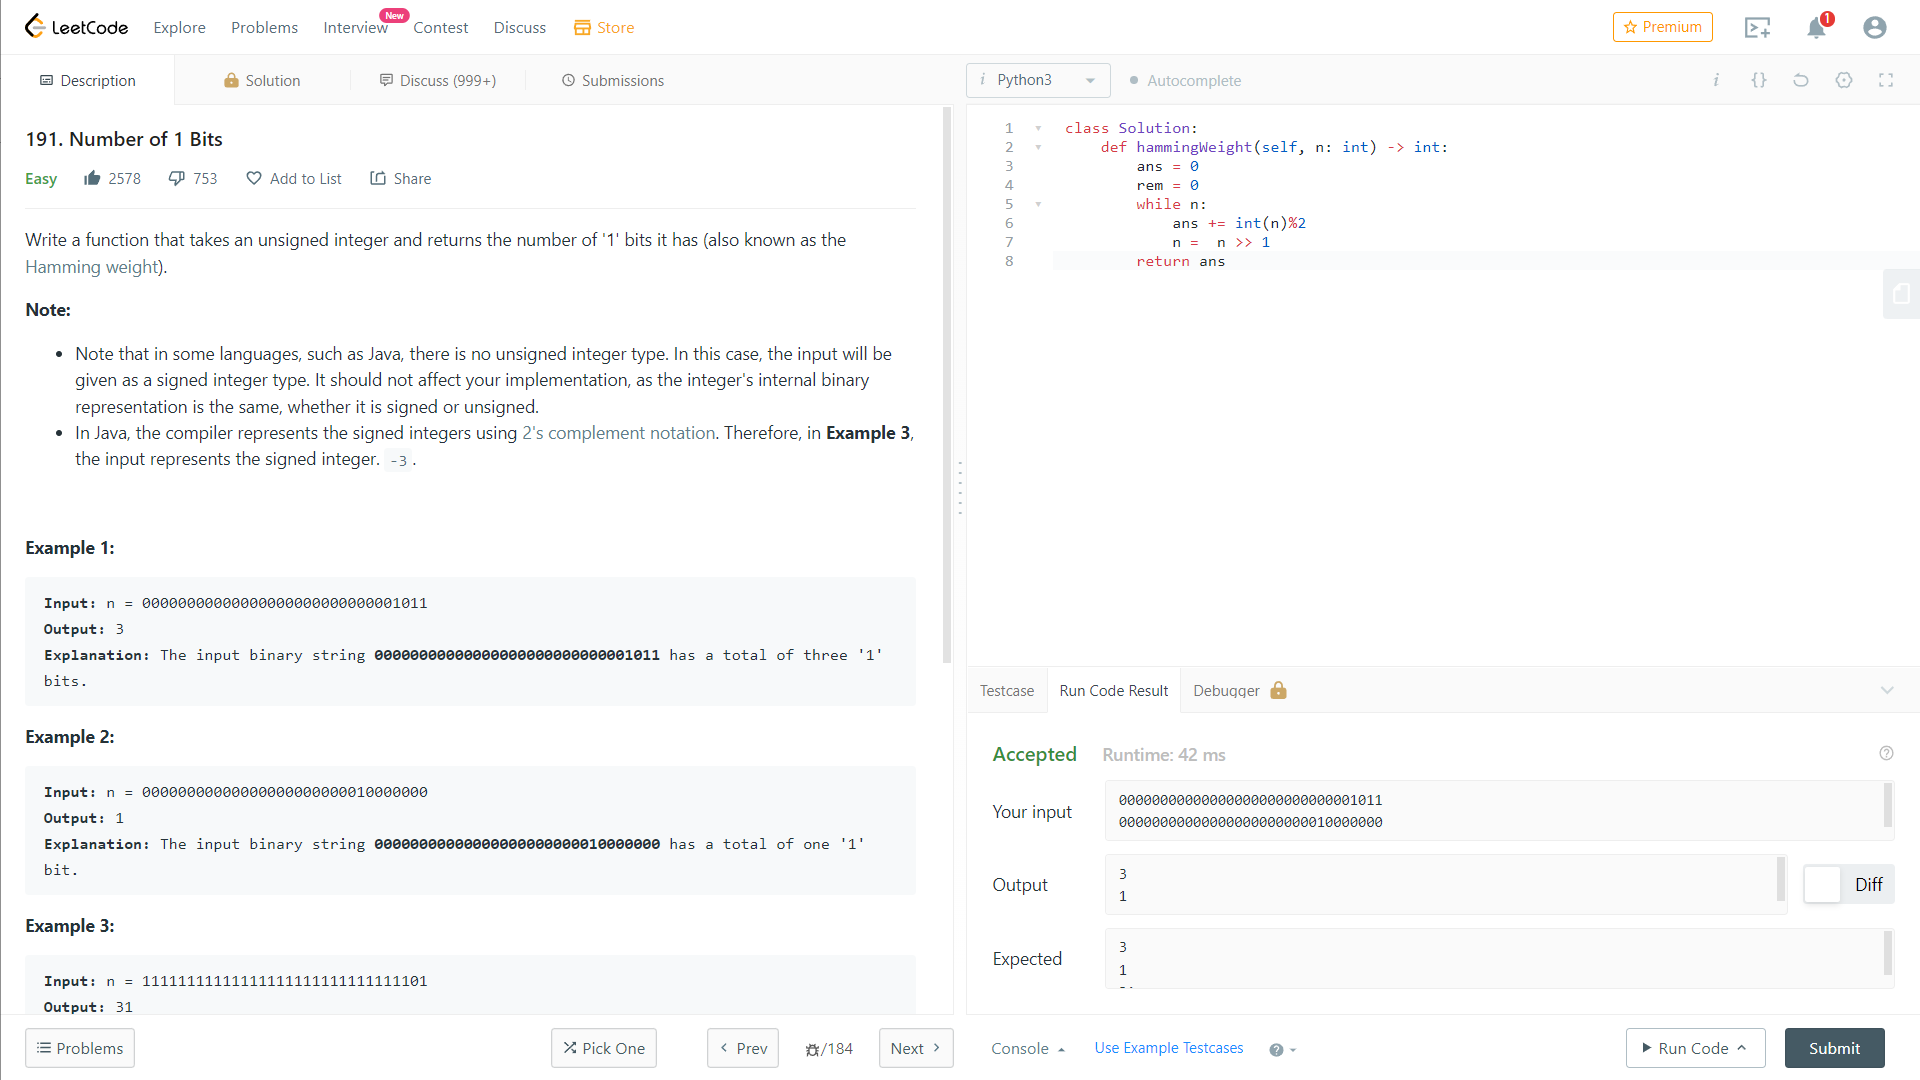 LeetCode Explore Problems Interview New Contest Discuss Store Premium 1
Description Solution Discuss (999+) Submissions
191. Number of 1 Bits
Easy 2578 753 Add to List Share
Write a function that takes an unsigned integer and returns the number of '1' bits it has (also known as the
Hamming weight).
Note:
• Note that in some languages, such as Java, there is no unsigned integer type. In this case, the input will be
given as a signed integer type. It should not affect your implementation, as the integer's internal binary
representation is the same, whether it is signed or unsigned.
• In Java, the compiler represents the signed integers using 2's complement notation. Therefore, in Example 3,
the input represents the signed integer. -3.
Example 1:
Input: n = 00000000000000000000000000001011
Output: 3
Explanation: The input binary string 00000000000000000000000000001011 has a total of three '1'
bits.
Example 2:
Input: n = 00000000000000000000000010000000
Output: 1
Explanation: The input binary string 00000000000000000000000010000000 has a total of one '1'
bit.
Example 3:
Input: n = 11111111111111111111111111111101
Output: 31
Problems Pick One < Prev /184 Next >
i Python3 Autocomplete i {}
1 class Solution:
2 def hammingWeight(self, n: int) -> int:
3 ans = 0
4 rem = 0
5 while n:
6 ans += int(n)%2
7 n =  n >> 1
8 return ans
Testcase Run Code Result Debugger
Accepted Runtime: 42 ms ?
Your input
00000000000000000000000000001011
00000000000000000000000010000000
Output
3
1
Diff
Expected
3
1
Console Use Example Testcases ? Run Code Submit